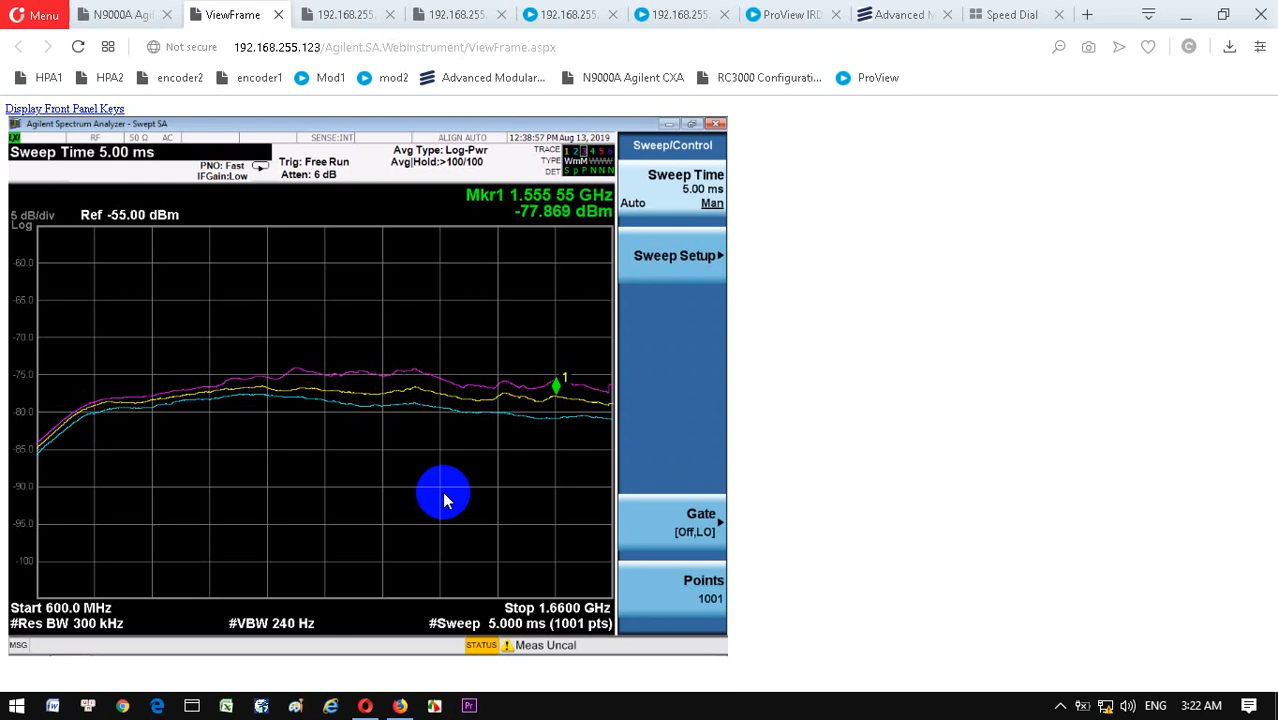 Menu
N9000A Agil
ViewFrame
192.168.255.
192.168.255.
192.168.255.
192.168.255.
ProView IRD
Advanced M
Speed Dial
Not secure
192.168.255.123/Agilent.SA.WebInstrument/ViewFrame.aspx
HPA1
HPA2
encoder2
encoder1
Mod1
mod2
Advanced Modular...
N9000A Agilent CXA
RC3000 Configurati...
ProView
Display Front Panel Keys
Agilent Spectrum Analyzer - Swept SA
LXI
RF
50 Ω
AC
SENSE:INT
ALIGN AUTO
12:38:57 PM Aug 13, 2019
Sweep Time 5.00 ms
PNO: Fast
IFGain:Low
Trig: Free Run
Atten: 6 dB
Avg Type: Log-Pwr
Avg|Hold:>100/100
TRACE 1 2 3 4 5 6
TYPE
DET S p P N N N
Mkr1 1.555 55 GHz
-77.869 dBm
5 dB/div
Ref -55.00 dBm
Log
-60.0
-65.0
-70.0
-75.0
-80.0
-85.0
-90.0
-95.0
-100
1
Start 600.0 MHz
Stop 1.6600 GHz
#Res BW 300 kHz
#VBW 240 Hz
#Sweep 5.000 ms (1001 pts)
MSG
STATUS
Meas Uncal
Sweep/Control
Sweep Time
5.00 ms
Auto
Man
Sweep Setup
Gate
[Off,LO]
Points
1001
ENG
3:22 AM